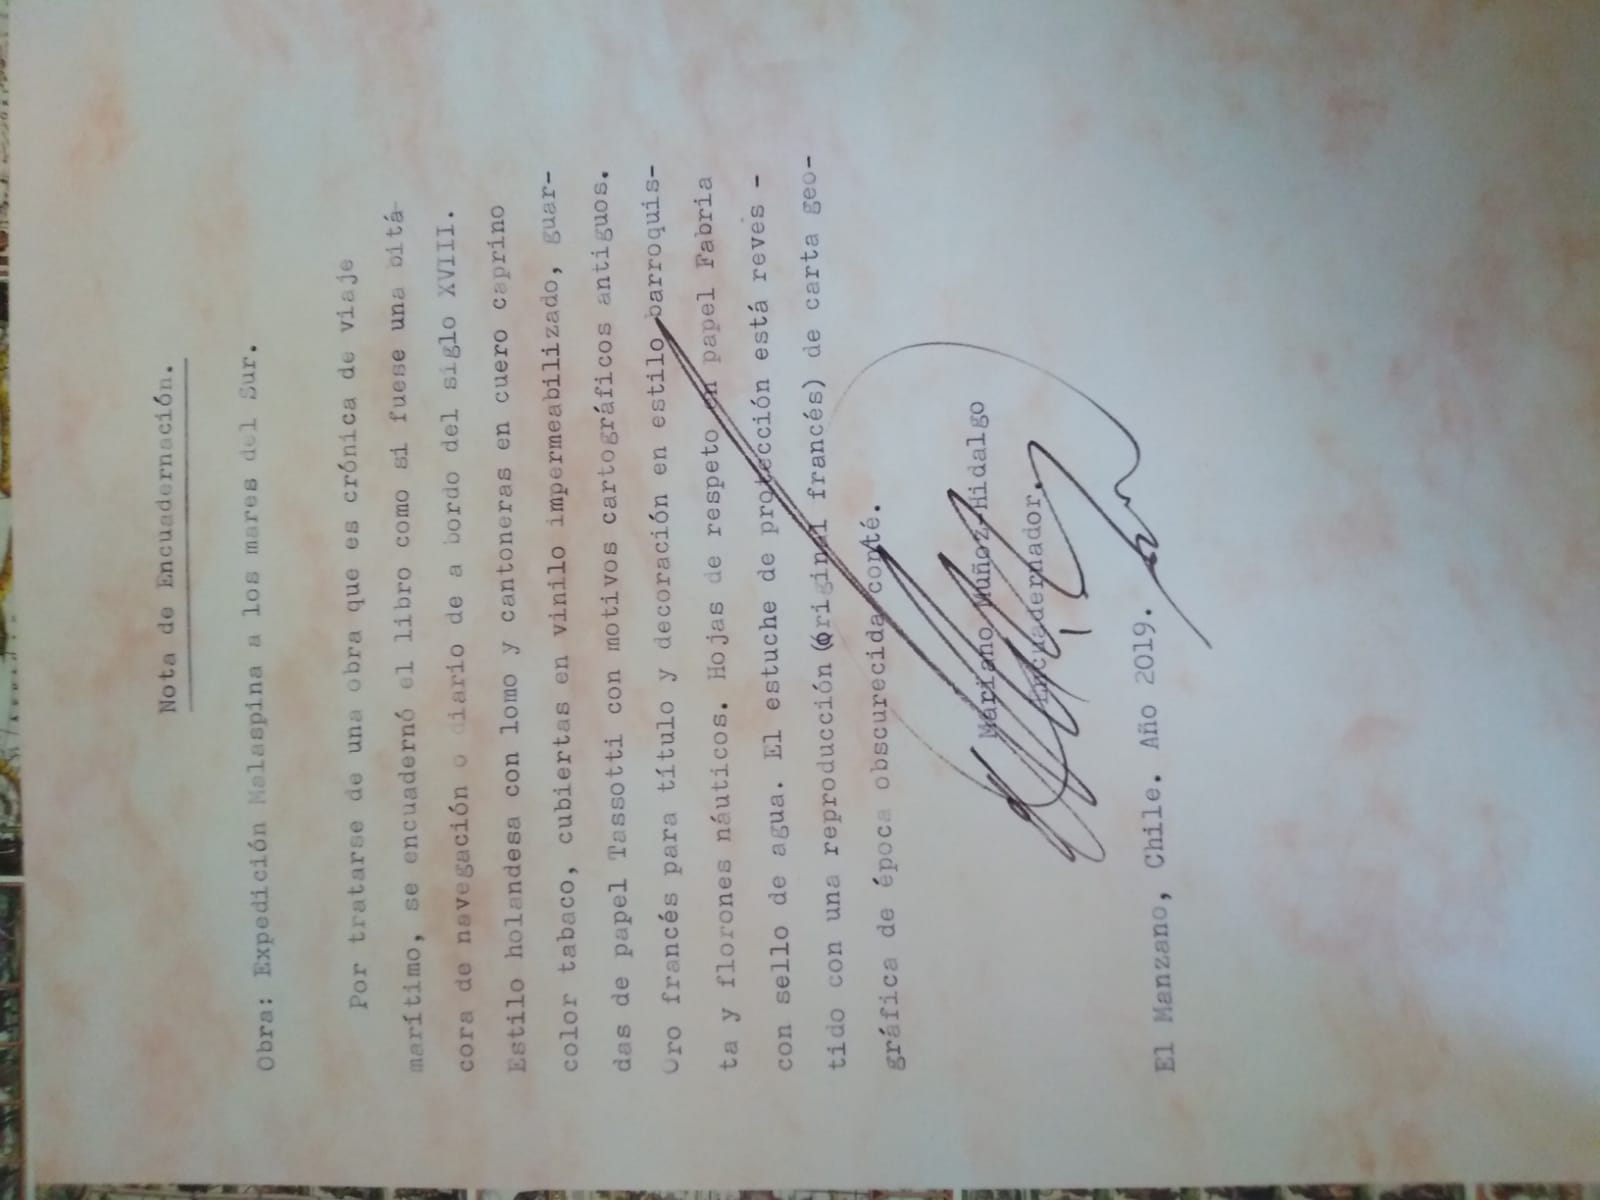 Nota de Encuadernación.
Obra: Expedición Malaspina a los mares del Sur.
Por tratarse de una obra que es crónica de viaje
marítimo, se encuadernó el libro como si fuese una bitá-
cora de navegación o diario de a bordo del siglo XVIII.
Estilo holandesa con lomo y cantoneras en cuero caprino
color tabaco, cubiertas en vinilo impermeabilizado, guar-
das de papel Tassotti con motivos cartográficos antiguos.
Oro francés para título y decoración en estilo barroquis-
ta y florones náuticos. Hojas de respeto en papel Fabria
con sello de agua. El estuche de protección está reves -
tido con una reproducción (original francés) de carta geo-
gráfica de época obscurecida conté.
Mariano Muñoz-Hidalgo
Encuadernador.
El Manzano, Chile. Año 2019.